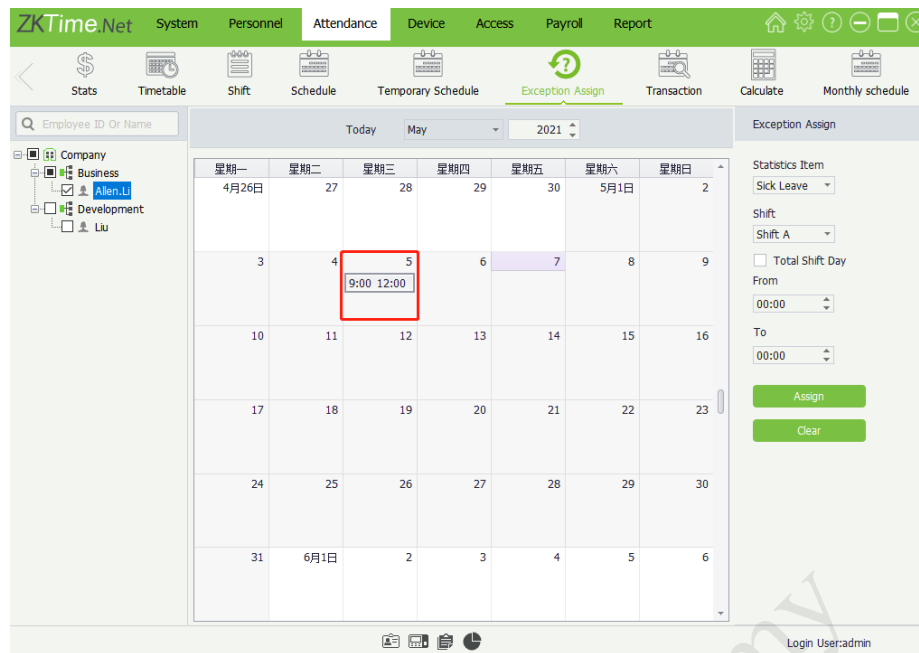 ZKTime.Net System Personnel Attendance Device Access Payroll Report
Stats Timetable Shift Schedule Temporary Schedule Exception Assign Transaction Calculate Monthly schedule
Employee ID Or Name
Company
Business
Allen.Li
Development
Liu
Today May 2021
星期一 星期二 星期三 星期四 星期五 星期六 星期日
4月26日 27 28 29 30 5月1日 2
3 4 5 6 7 8 9
9:00 12:00
10 11 12 13 14 15 16
17 18 19 20 21 22 23
24 25 26 27 28 29 30
31 6月1日 2 3 4 5 6
Exception Assign
Statistics Item
Sick Leave
Shift
Shift A
Total Shift Day
From
00:00
To
00:00
Assign
Clear
Login User:admin